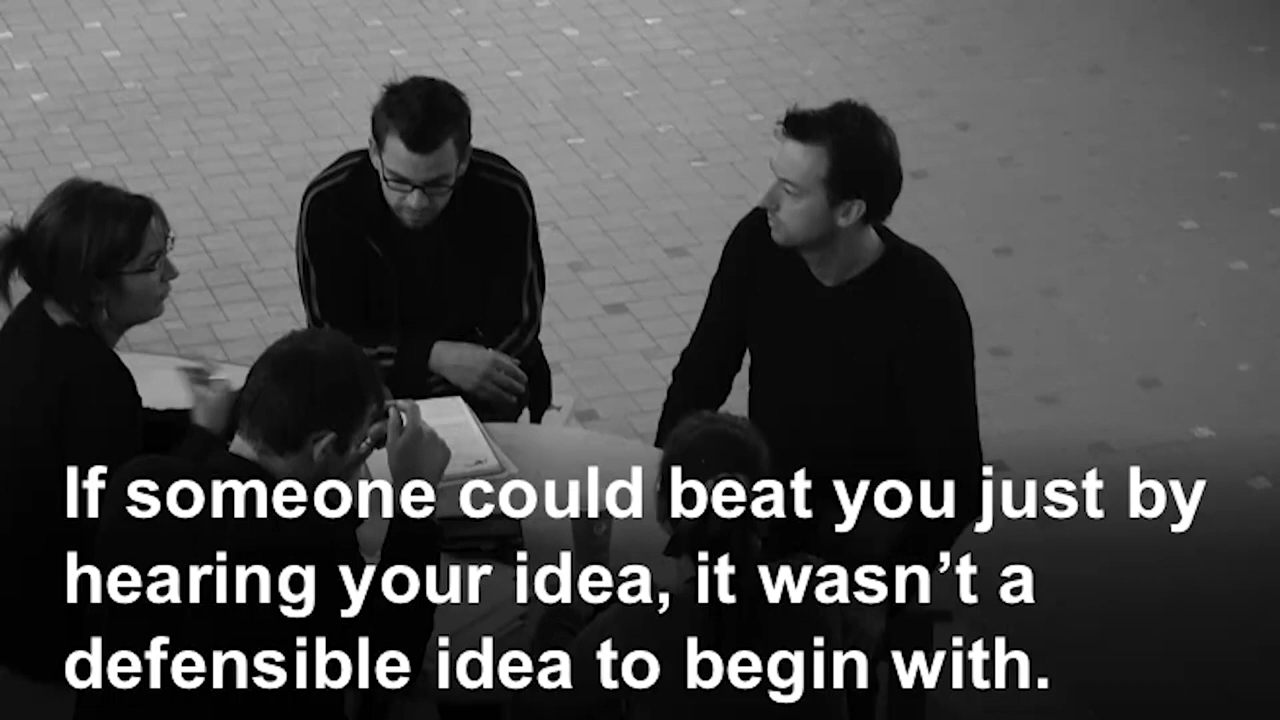 If someone could beat you just by
hearing your idea, it wasn’t a
defensible idea to begin with.